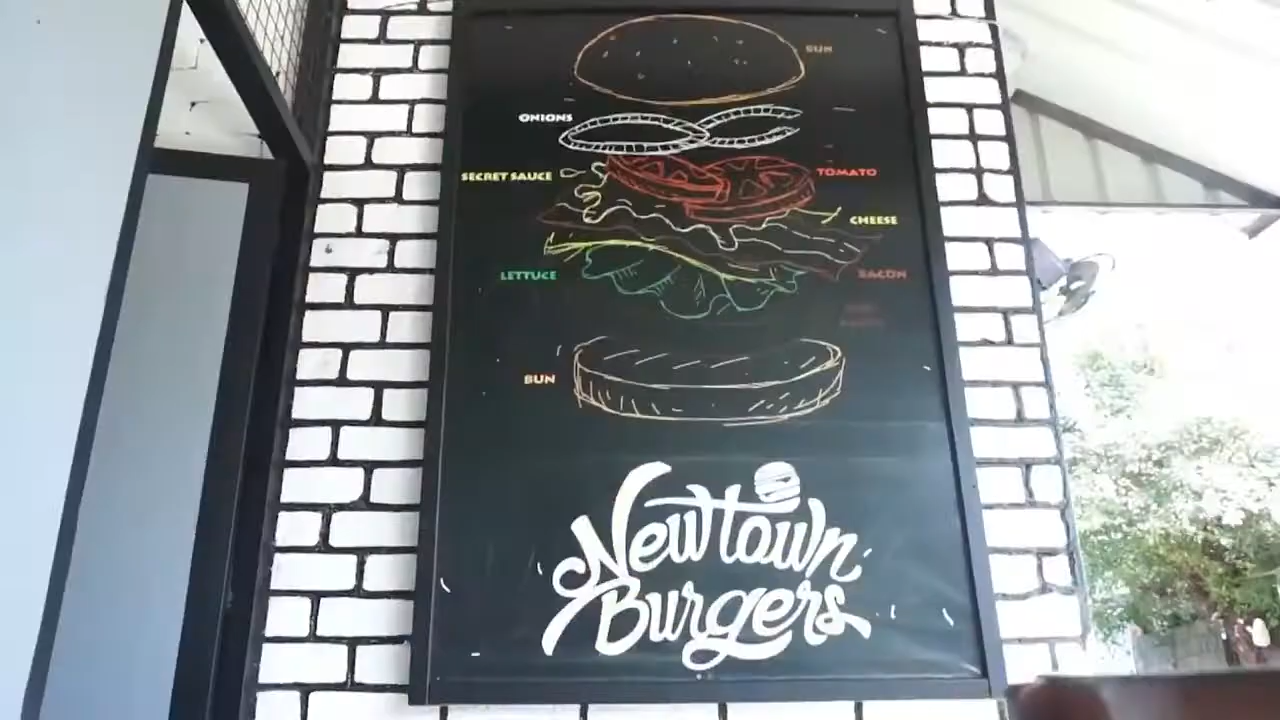 BUN
ONIONS
SECRET SAUCE
TOMATO
CHEESE
LETTUCE
BACON
BUN
Newtown
Burgers